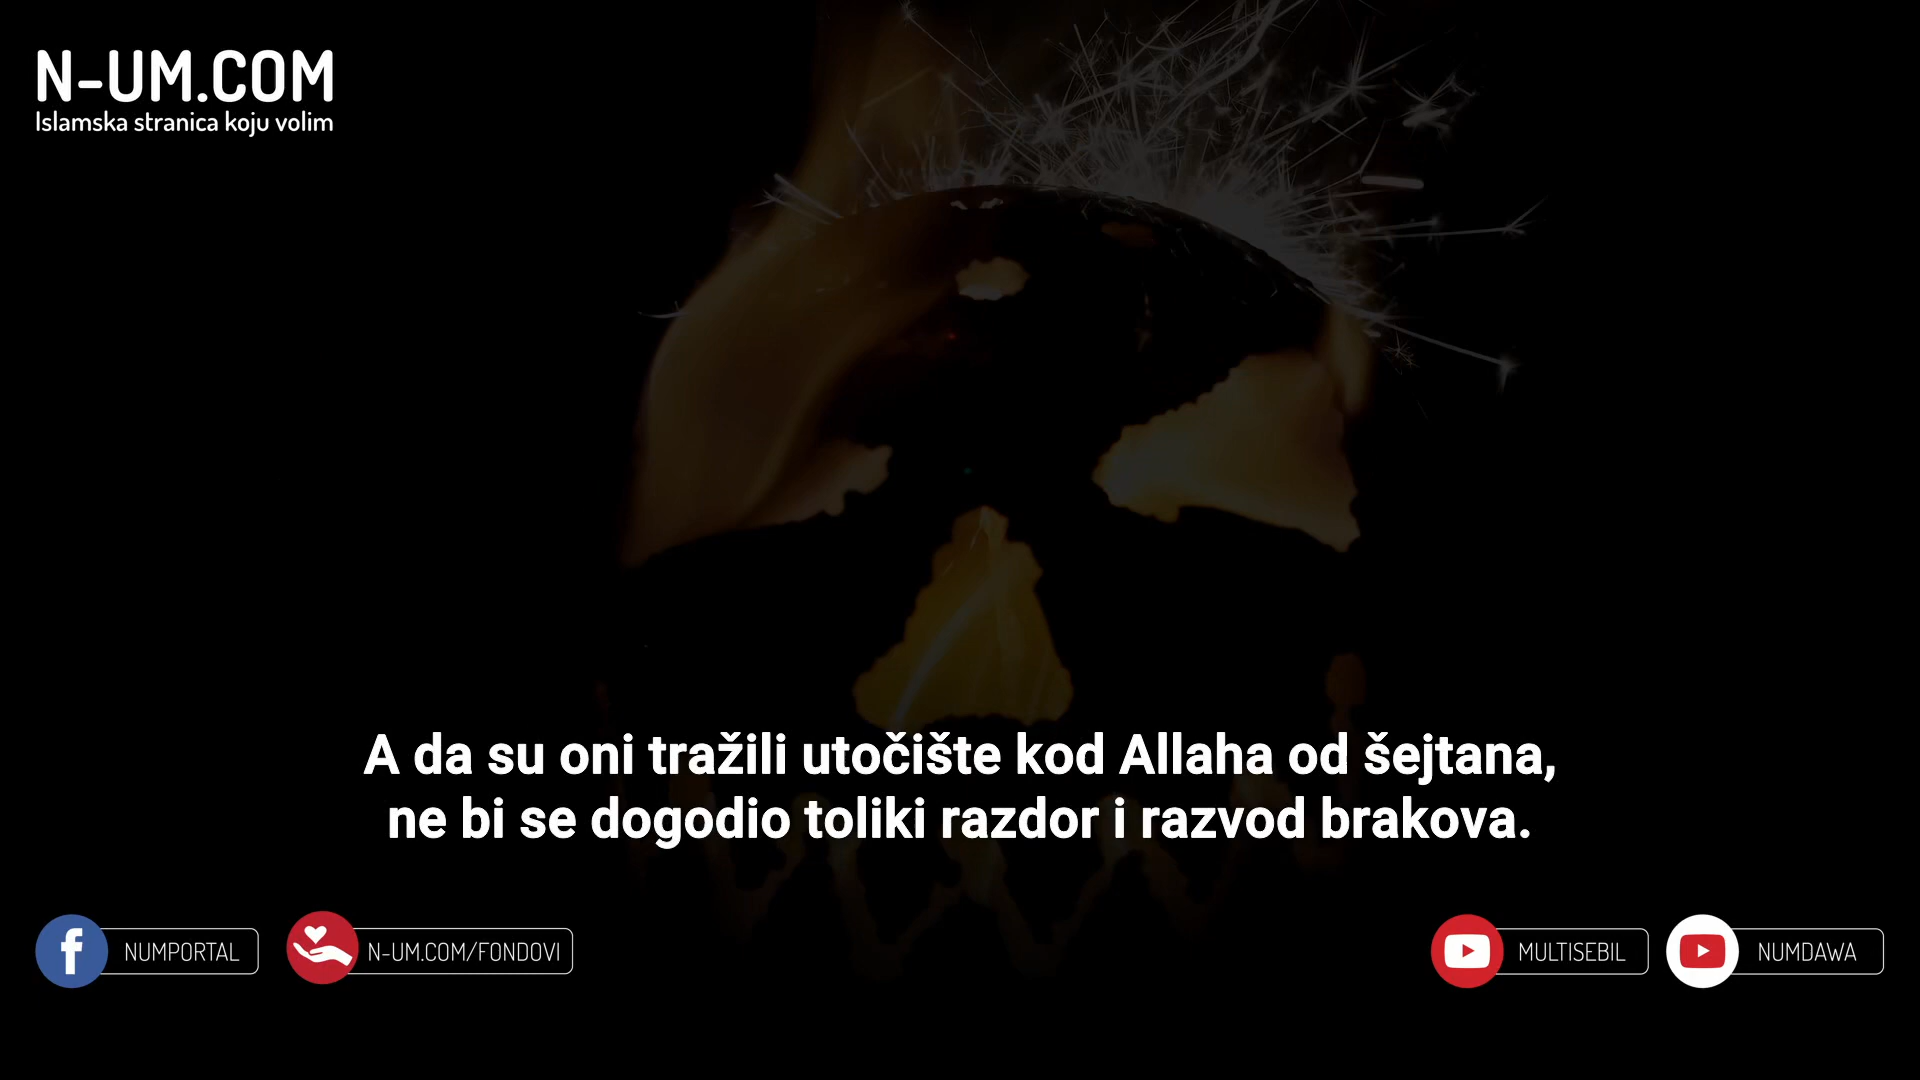 N-UM.COM
Islamska stranica koju volim
A da su oni tražili utočište kod Allaha od šejtana,
ne bi se dogodio toliki razdor i razvod brakova.
NUMPORTAL
N-UM.COM/FONDOVI
MULTISEBIL
NUMDAWA